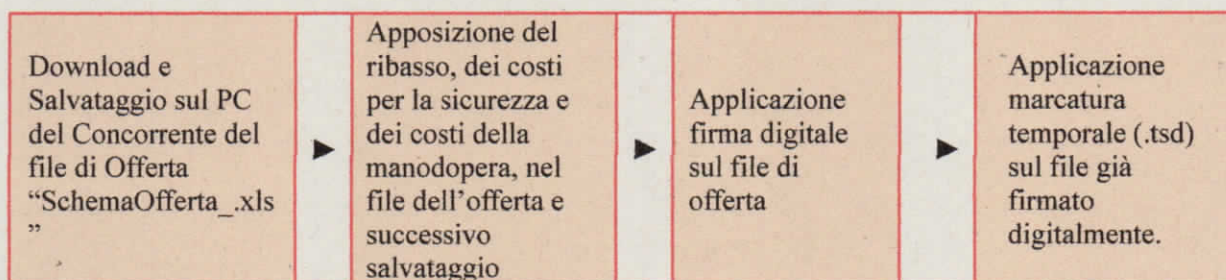 Download e
Salvataggio sul PC
del Concorrente del
file di Offerta
“SchemaOfferta_.xls
”
Apposizione del
ribasso, dei costi
per la sicurezza e
dei costi della
manodopera, nel
file dell’offerta e
successivo
salvataggio
Applicazione
firma digitale
sul file di
offerta
Applicazione
marcatura
temporale (.tsd)
sul file già
firmato
digitalmente.